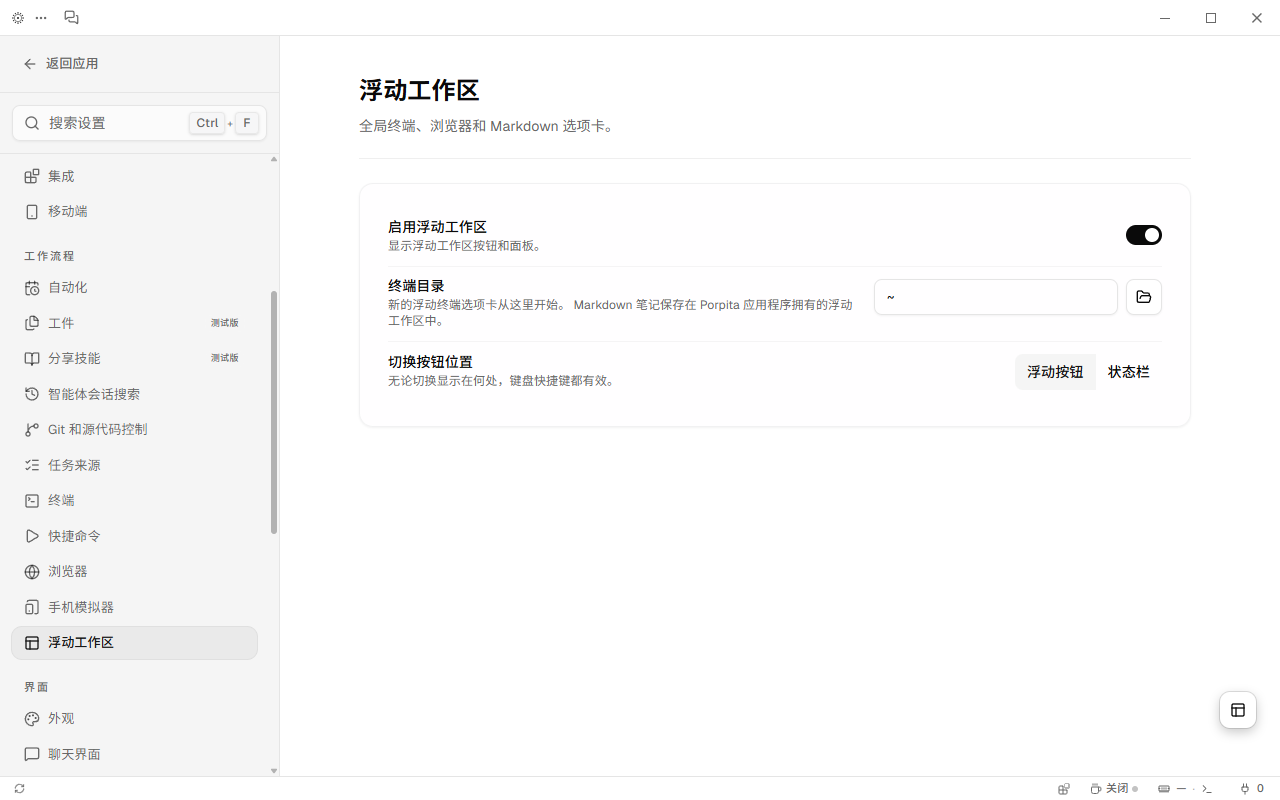 返回应用
搜索设置
Ctrl + F
集成
移动端
工作流程
自动化
工件 测试版
分享技能 测试版
智能体会话搜索
Git 和源代码控制
任务来源
终端
快捷命令
浏览器
手机模拟器
浮动工作区
界面
外观
聊天界面
浮动工作区
全局终端、浏览器和 Markdown 选项卡。
启用浮动工作区
显示浮动工作区按钮和面板。
终端目录
新的浮动终端选项卡从这里开始。 Markdown 笔记保存在 Porpita 应用程序拥有的浮动
工作区中。
~
切换按钮位置
无论切换显示在何处，键盘快捷键都有效。
浮动按钮 状态栏
关闭 — · 0